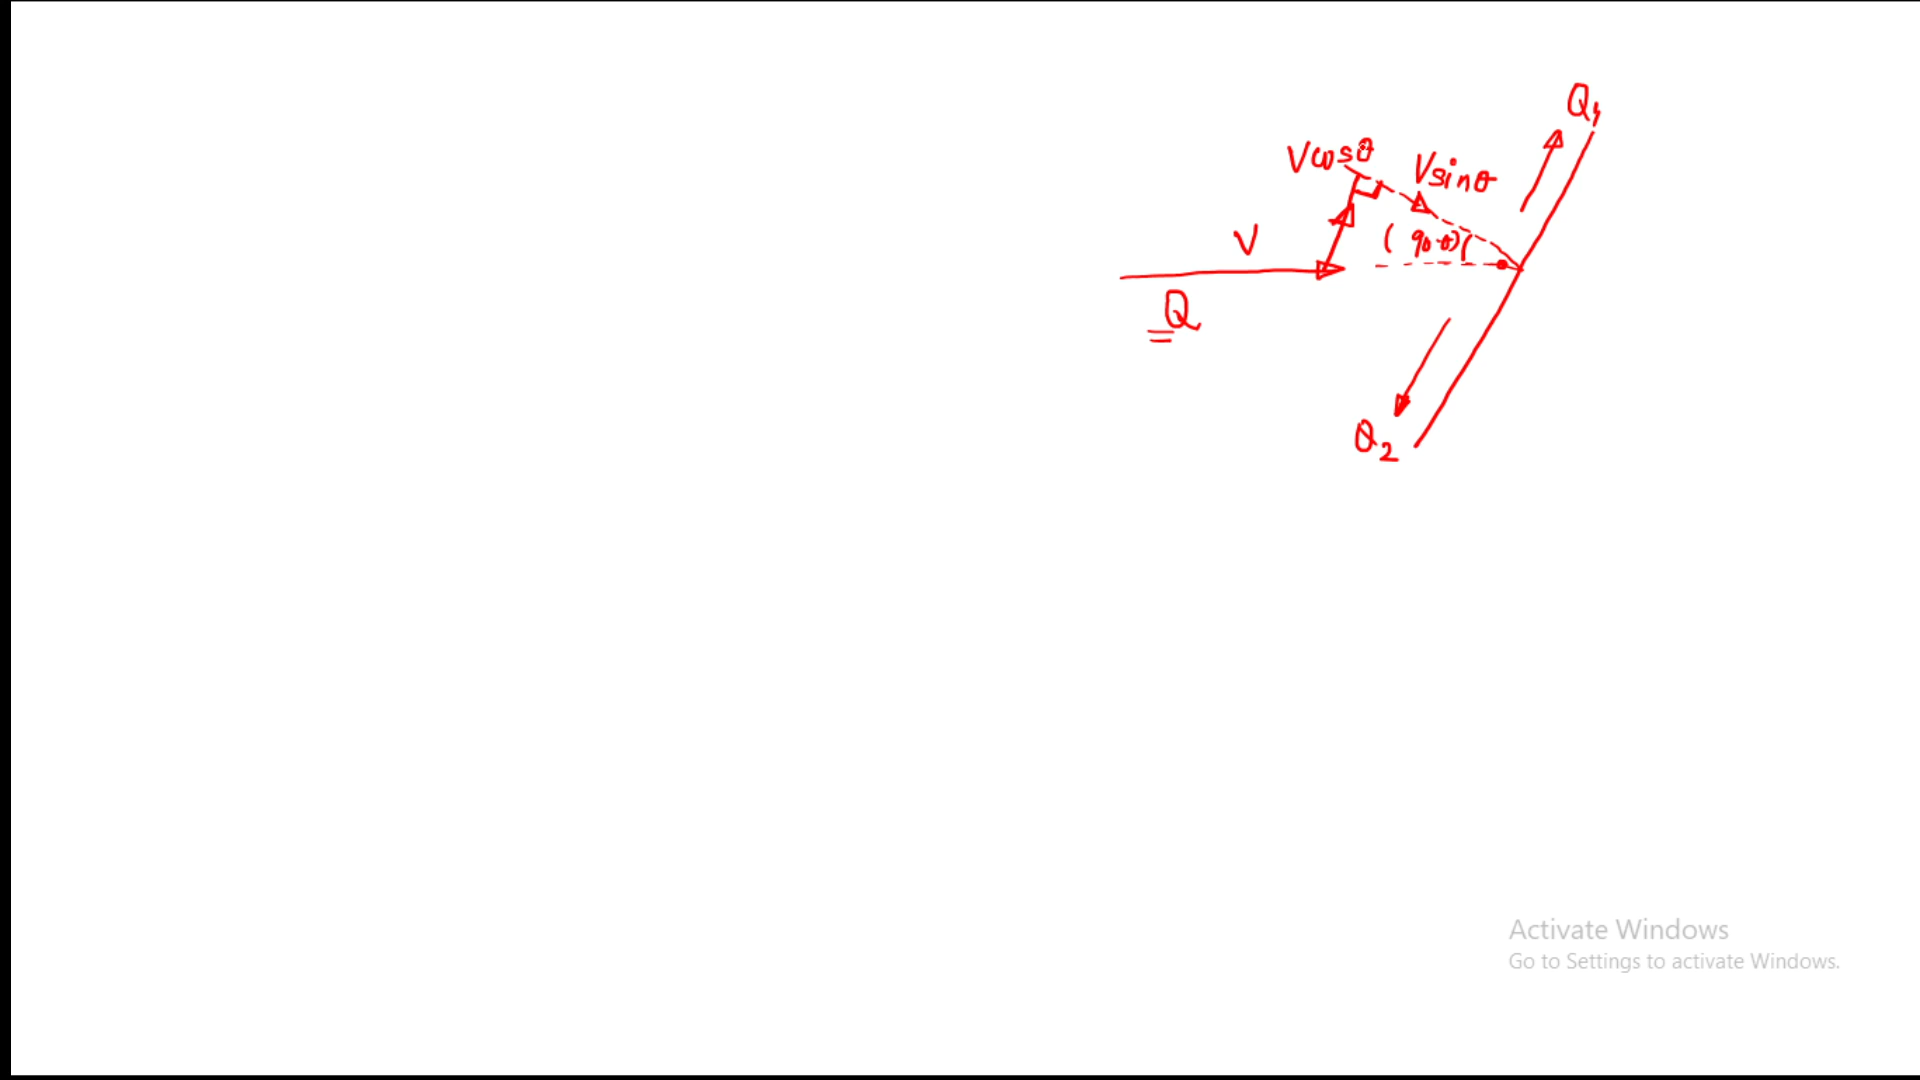 Q1
Vcosθ
Vsinθ
V
(90-θ)
Q
Q2
Activate Windows
Go to Settings to activate Windows.